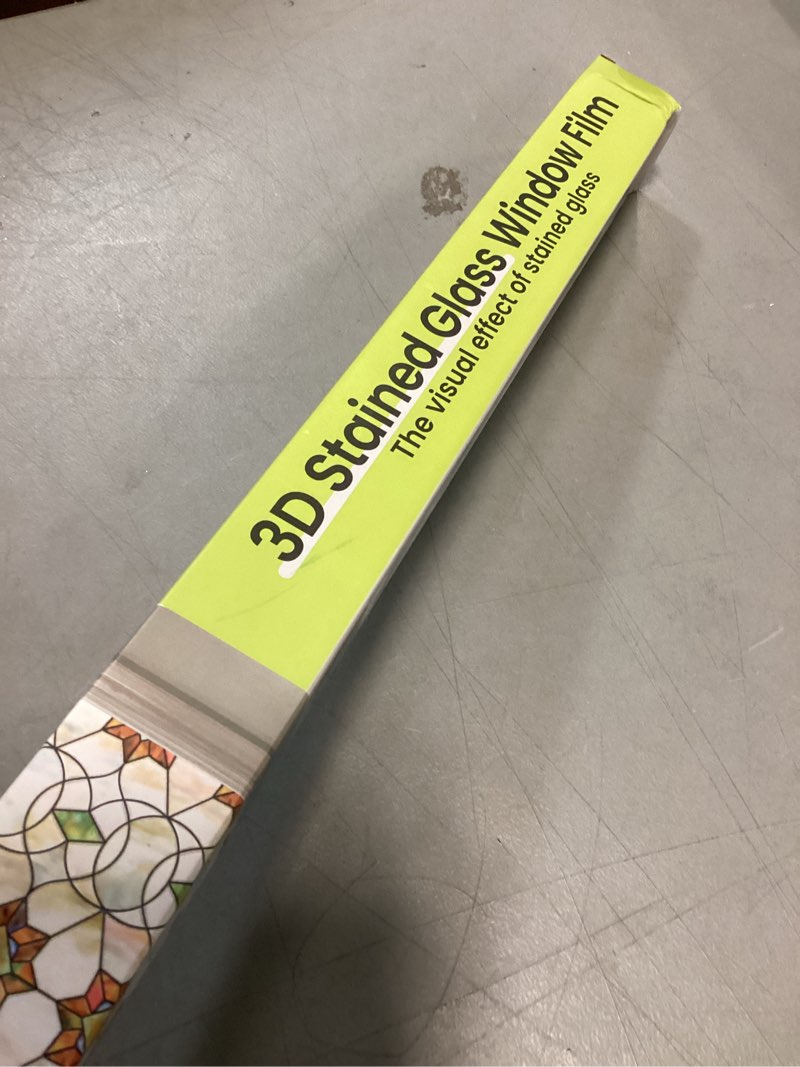 3D Stained Glass Window Film
The visual effect of stained glass